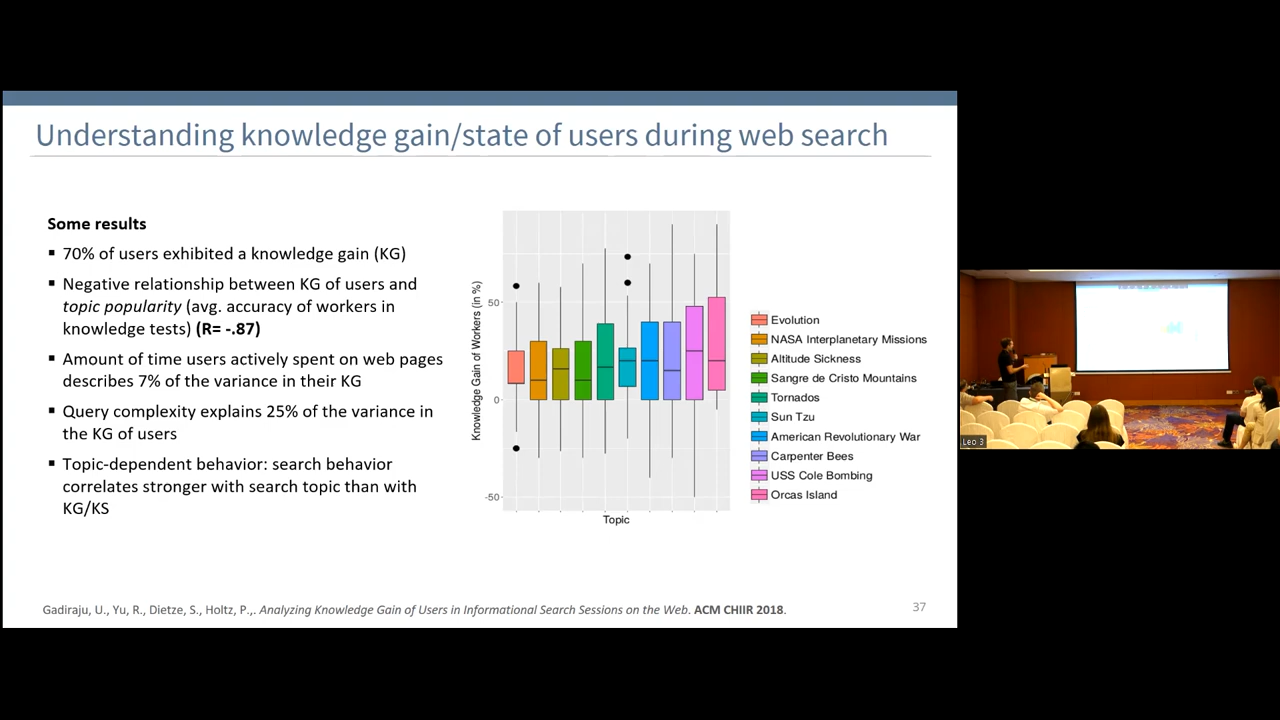 Understanding knowledge gain/state of users during web search
Some results
▪ 70% of users exhibited a knowledge gain (KG)
▪ Negative relationship between KG of users and
topic popularity (avg. accuracy of workers in
knowledge tests) (R= -.87)
▪ Amount of time users actively spent on web pages
describes 7% of the variance in their KG
▪ Query complexity explains 25% of the variance in
the KG of users
▪ Topic-dependent behavior: search behavior
correlates stronger with search topic than with
KG/KS
Knowledge Gain of Workers (in %)
50
0
-50
Topic
Evolution
NASA Interplanetary Missions
Altitude Sickness
Sangre de Cristo Mountains
Tornados
Sun Tzu
American Revolutionary War
Carpenter Bees
USS Cole Bombing
Orcas Island
Gadiraju, U., Yu, R., Dietze, S., Holtz, P.,. Analyzing Knowledge Gain of Users in Informational Search Sessions on the Web. ACM CHIIR 2018.
37
Leo 3